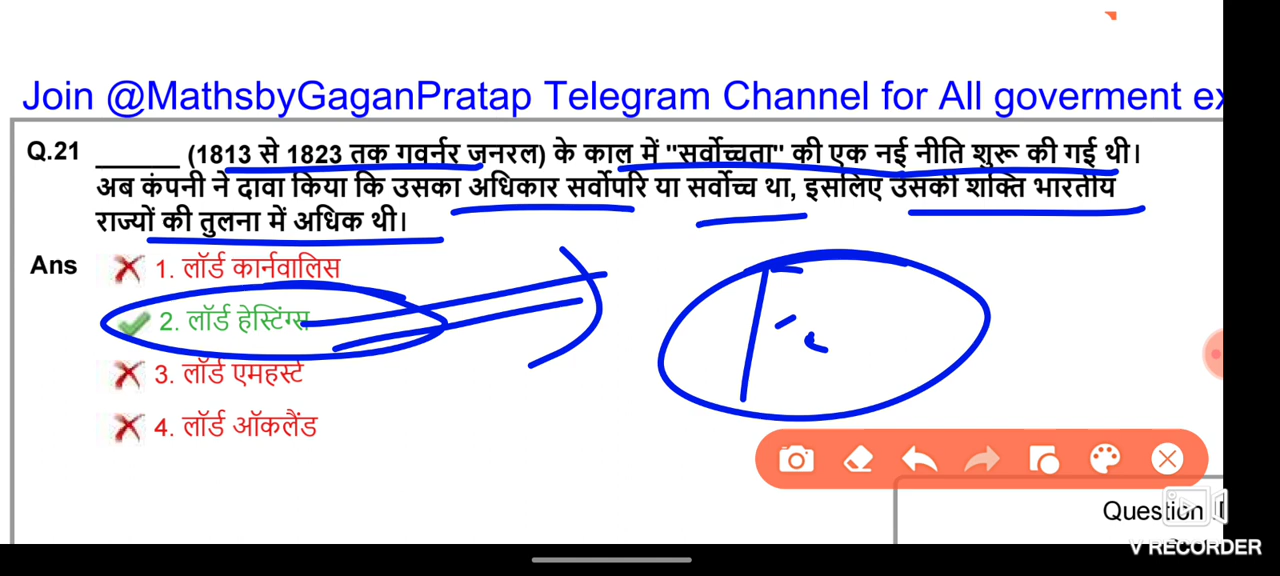 Join @MathsbyGaganPratap Telegram Channel for All goverment ex
Q.21 ______ (1813 से 1823 तक गवर्नर जनरल) के काल में "सर्वोच्चता" की एक नई नीति शुरू की गई थी।
अब कंपनी ने दावा किया कि उसका अधिकार सर्वोपरि या सर्वोच्च था, इसलिए उसकी शक्ति भारतीय
राज्यों की तुलना में अधिक थी।
Ans 1. लॉर्ड कार्नवालिस
2. लॉर्ड हेस्टिंग्स
3. लॉर्ड एमहर्स्ट
4. लॉर्ड ऑकलैंड
Question
V RECORDER